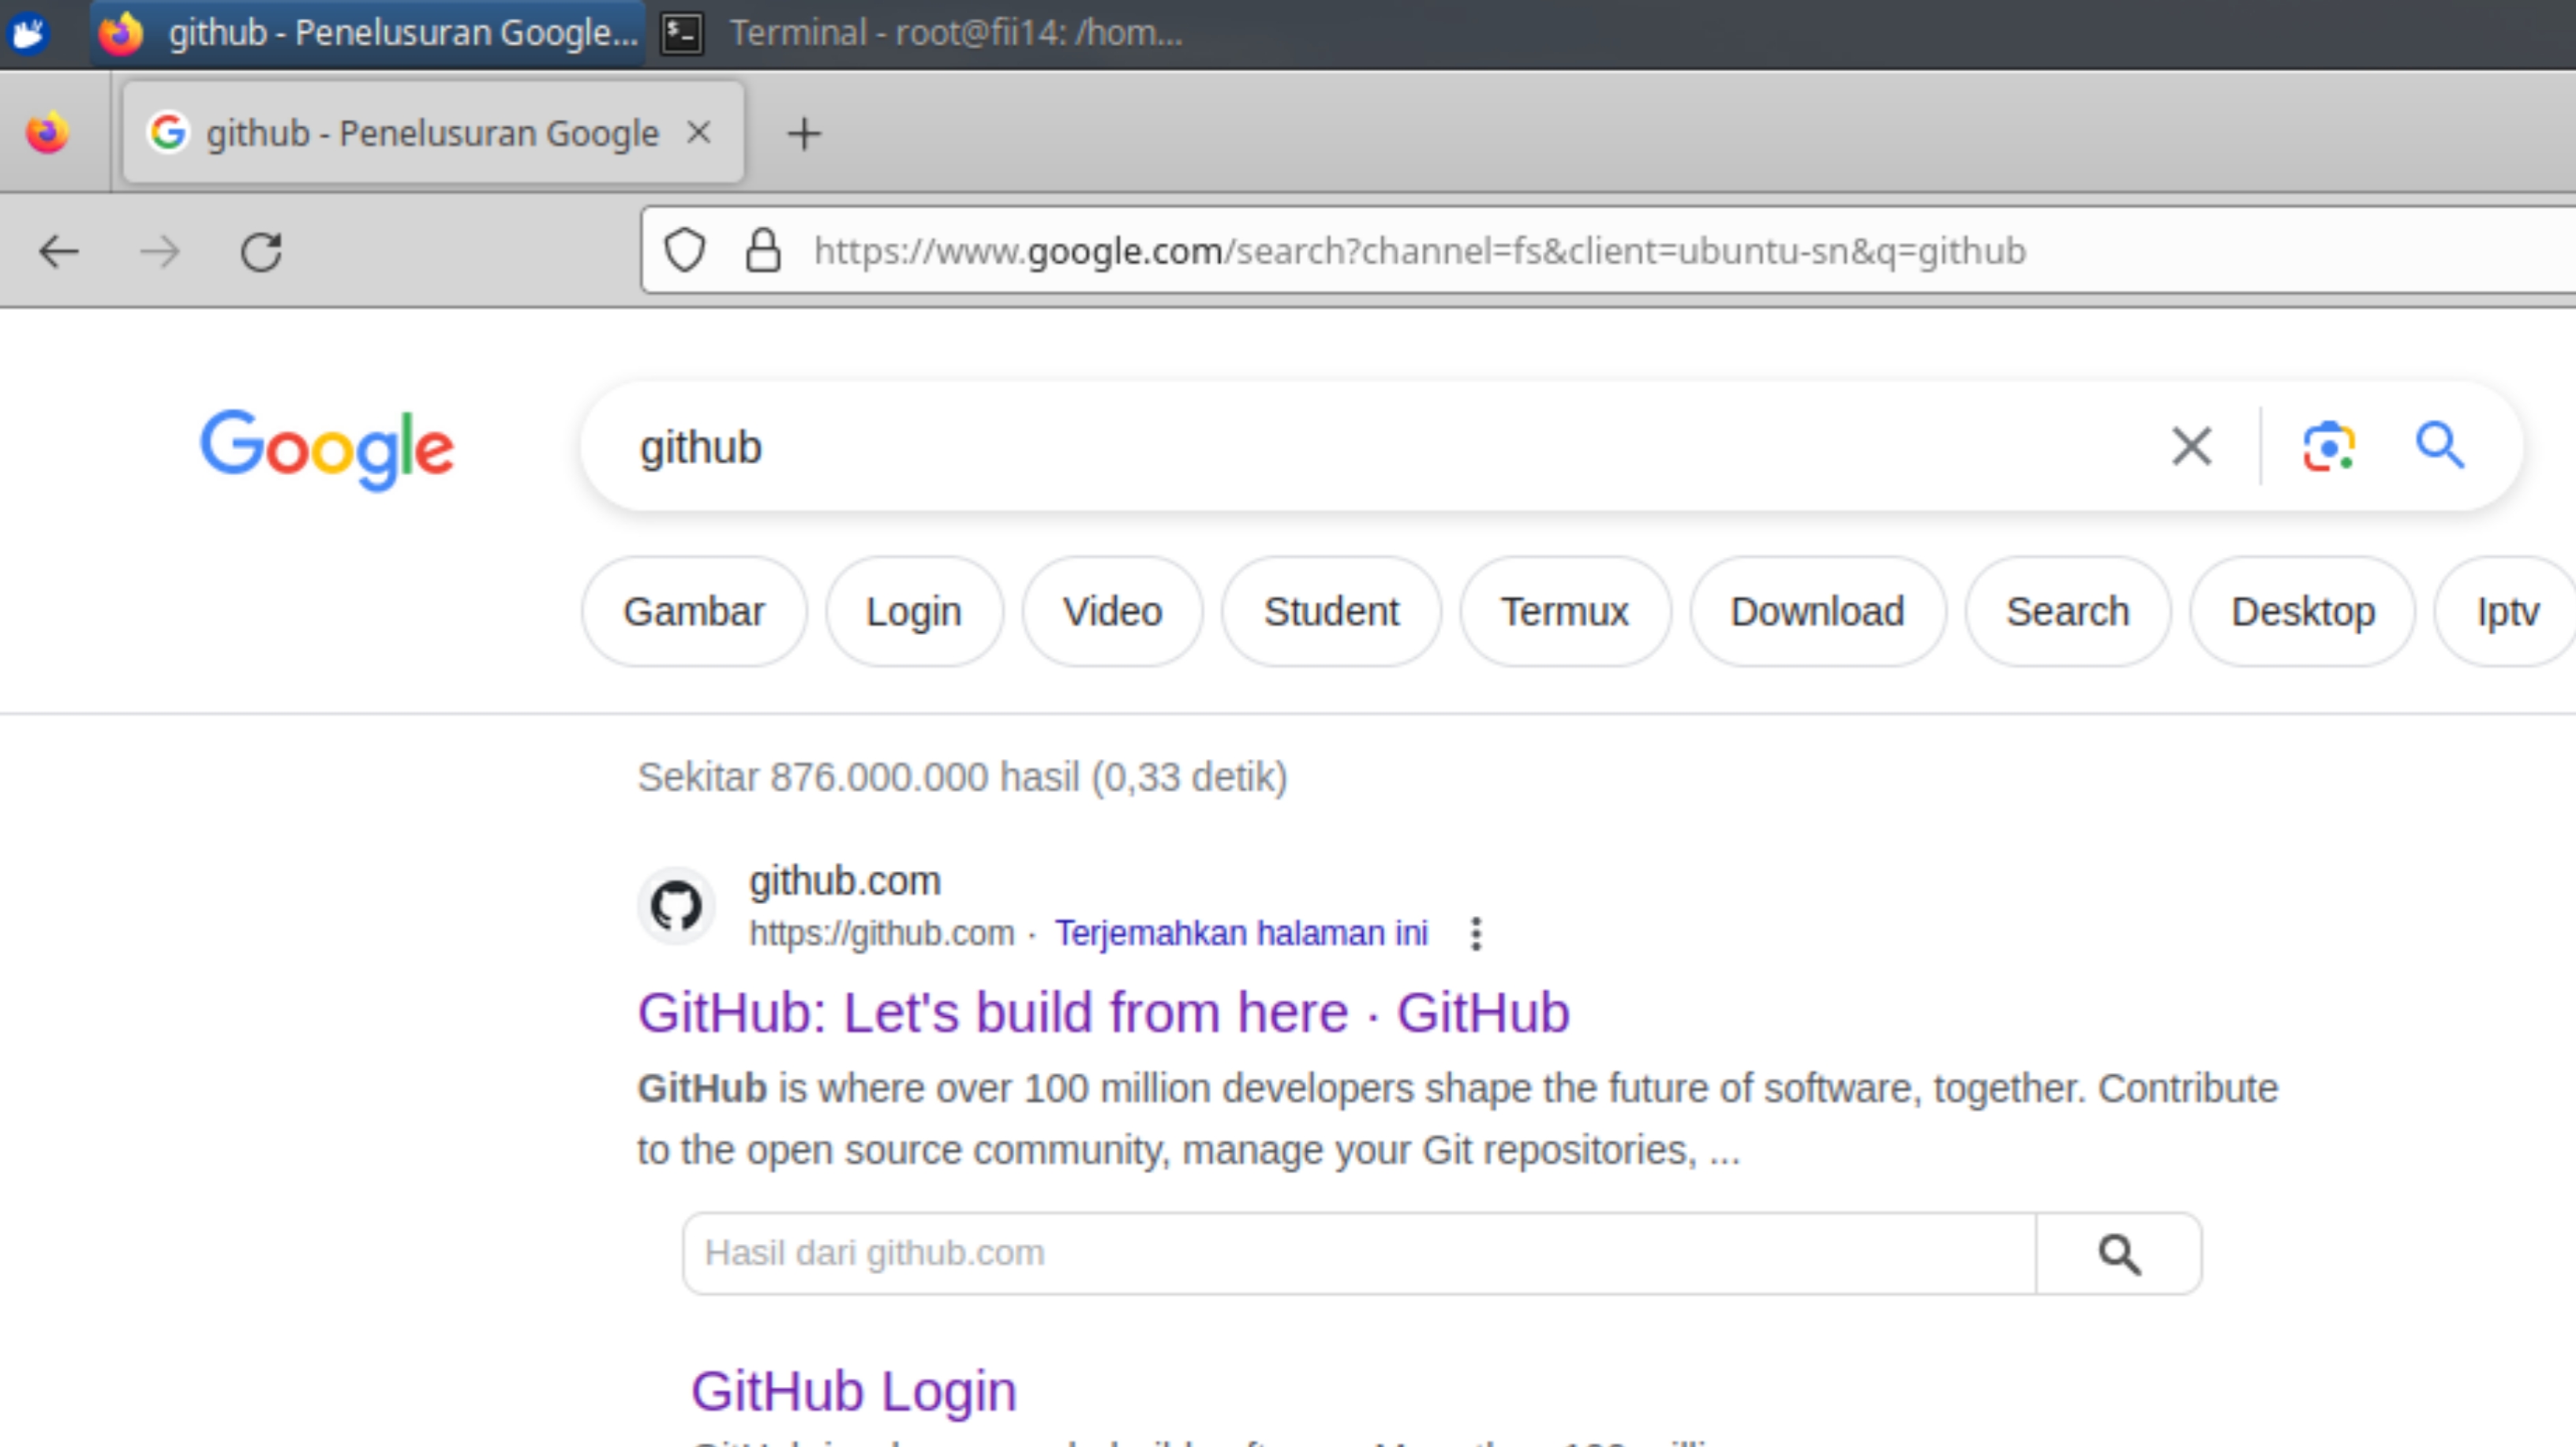 github - Penelusuran Google... Terminal - root@fii14: /hom...
github - Penelusuran Google
https://www.google.com/search?channel=fs&client=ubuntu-sn&q=github
Google github
Gambar Login Video Student Termux Download Search Desktop Iptv
Sekitar 876.000.000 hasil (0,33 detik)
github.com
https://github.com · Terjemahkan halaman ini
GitHub: Let's build from here · GitHub
GitHub is where over 100 million developers shape the future of software, together. Contribute
to the open source community, manage your Git repositories, ...
Hasil dari github.com
GitHub Login